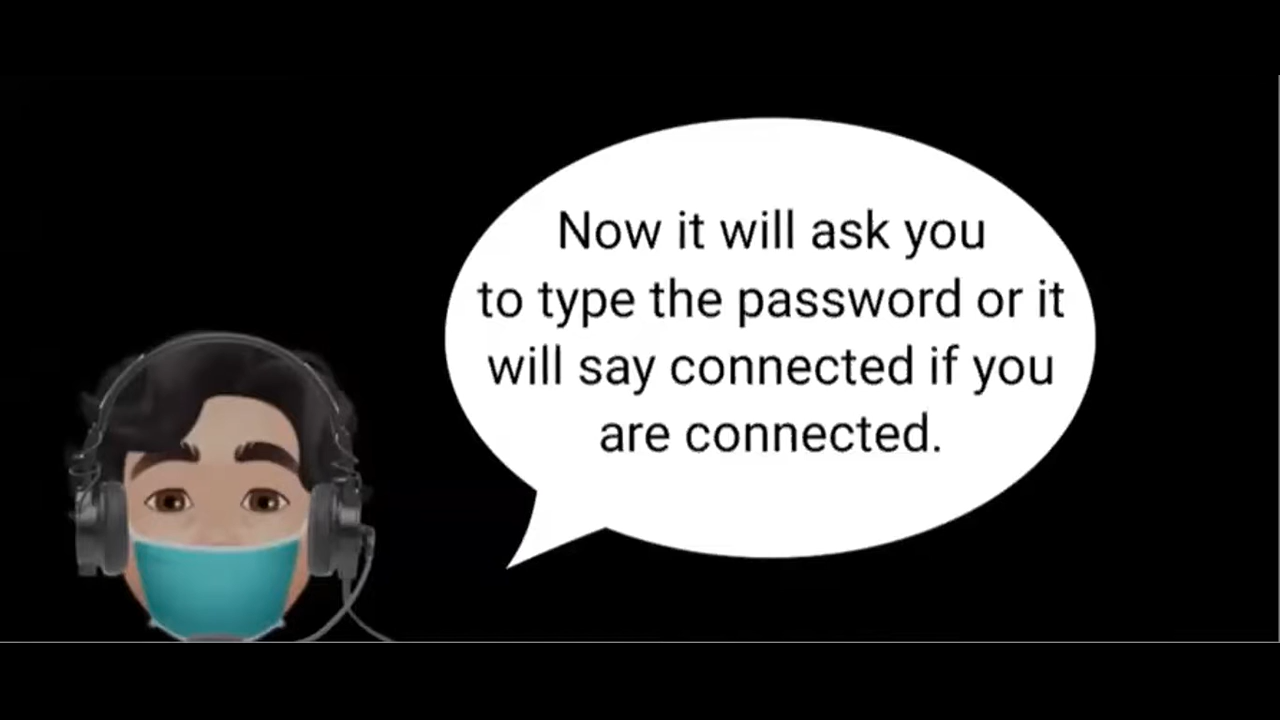 Now it will ask you
to type the password or it
will say connected if you
are connected.